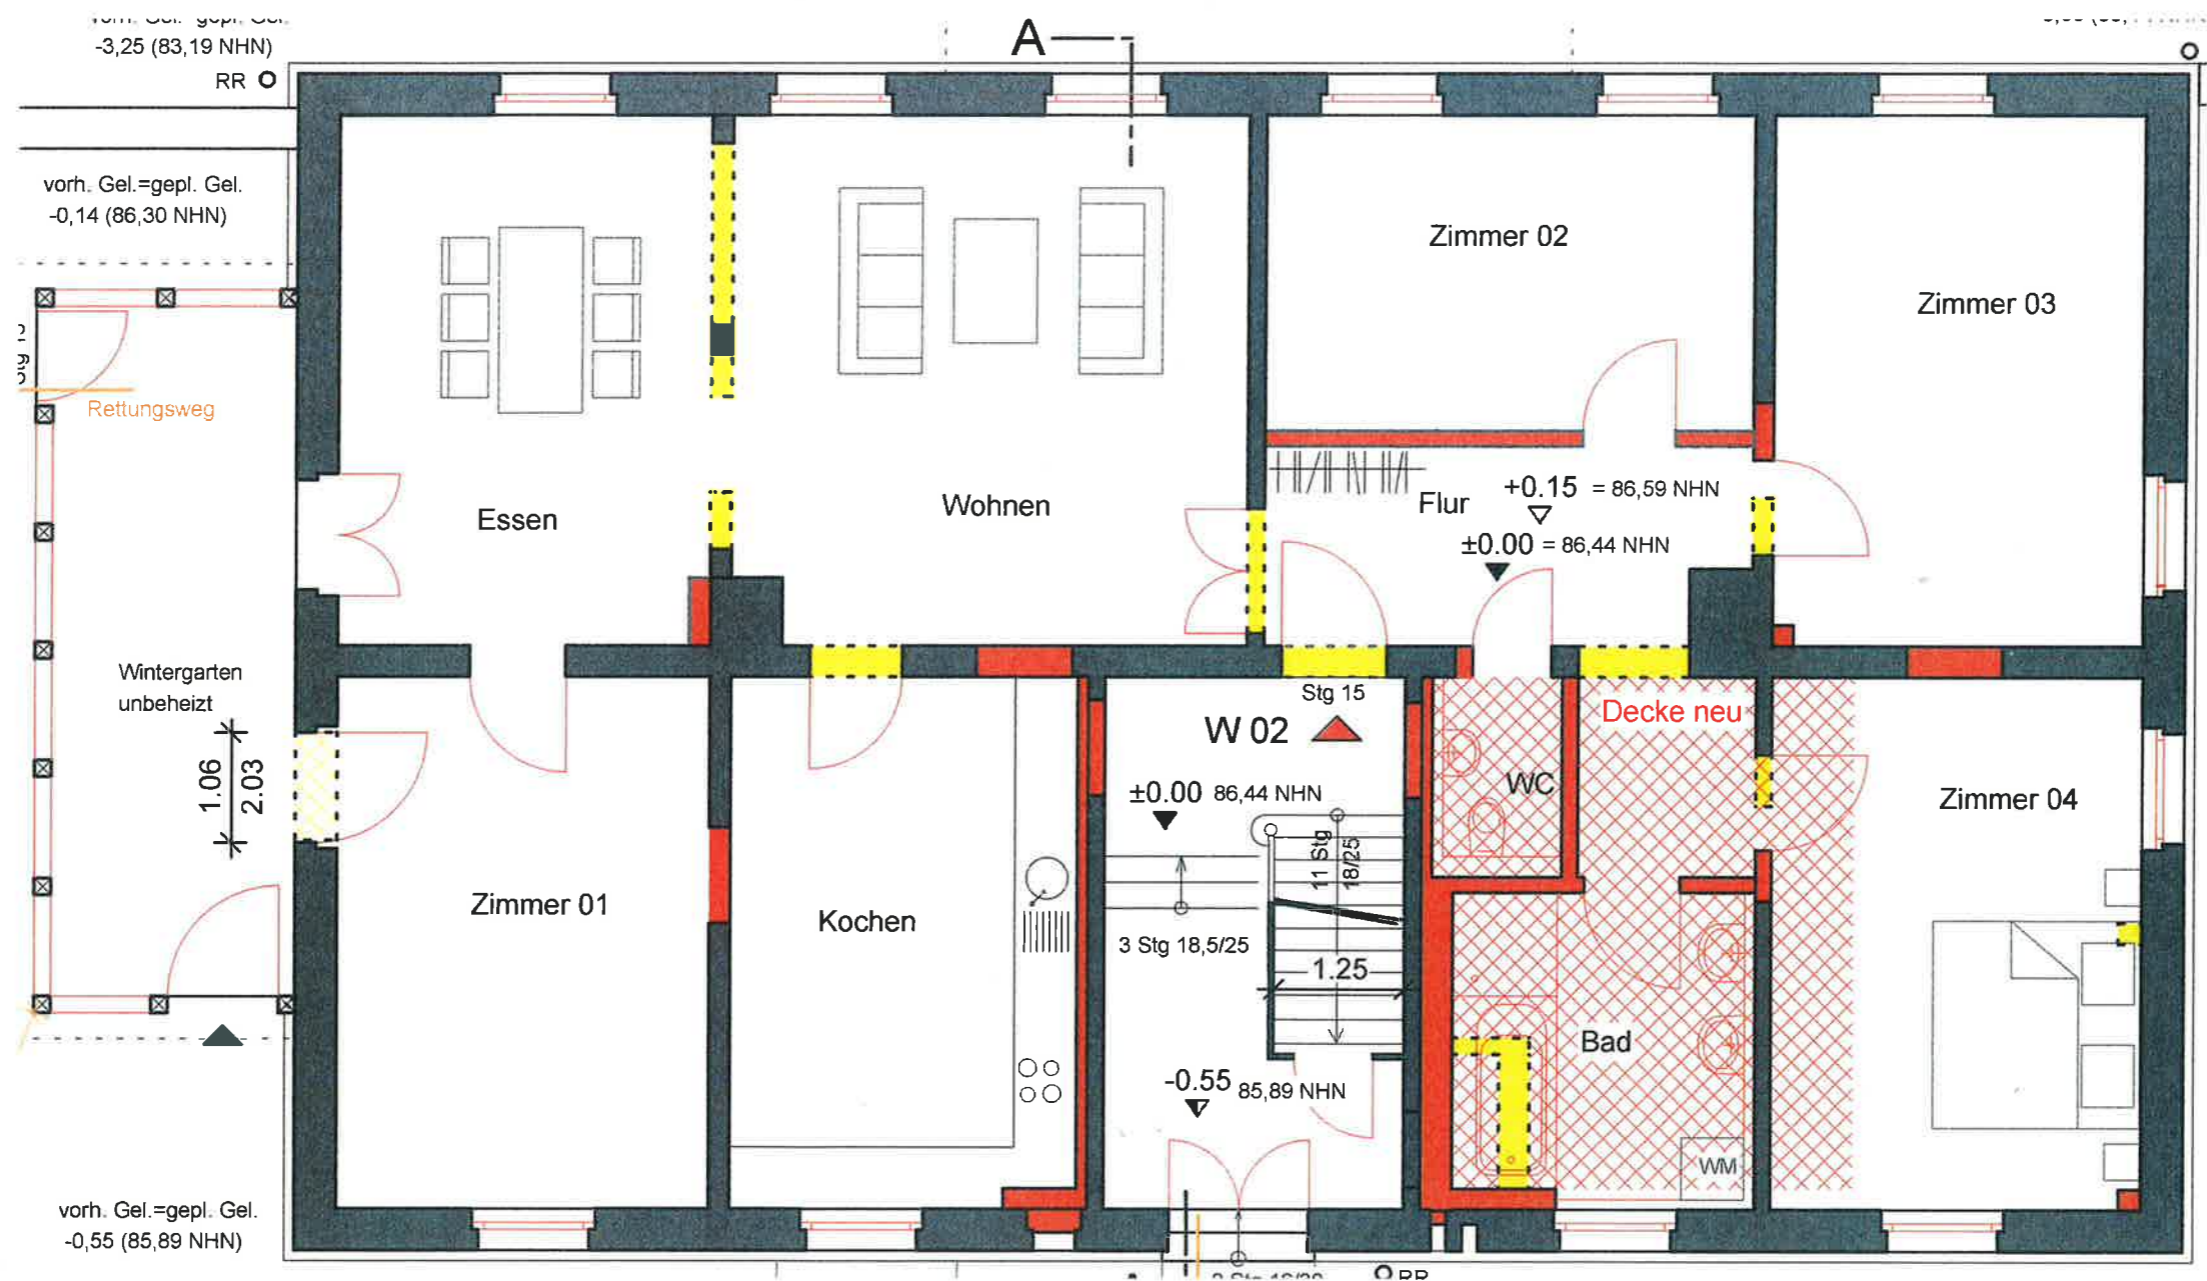 -3,25 (83,19 NHN)
RR
A
vorh. Gel.=gepl. Gel.
-0,14 (86,30 NHN)
Rettungsweg
Zimmer 02
Zimmer 03
Essen
Wohnen
Flur
+0.15 = 86,59 NHN
±0.00 = 86,44 NHN
Wintergarten
unbeheizt
1.06
2.03
Stg 15
W 02
Decke neu
WC
±0.00 86,44 NHN
Zimmer 04
11 Stg
18/25
Zimmer 01
Kochen
3 Stg 18,5/25
1.25
Bad
-0.55 85,89 NHN
WM
vorh. Gel.=gepl. Gel.
-0,55 (85,89 NHN)
RR